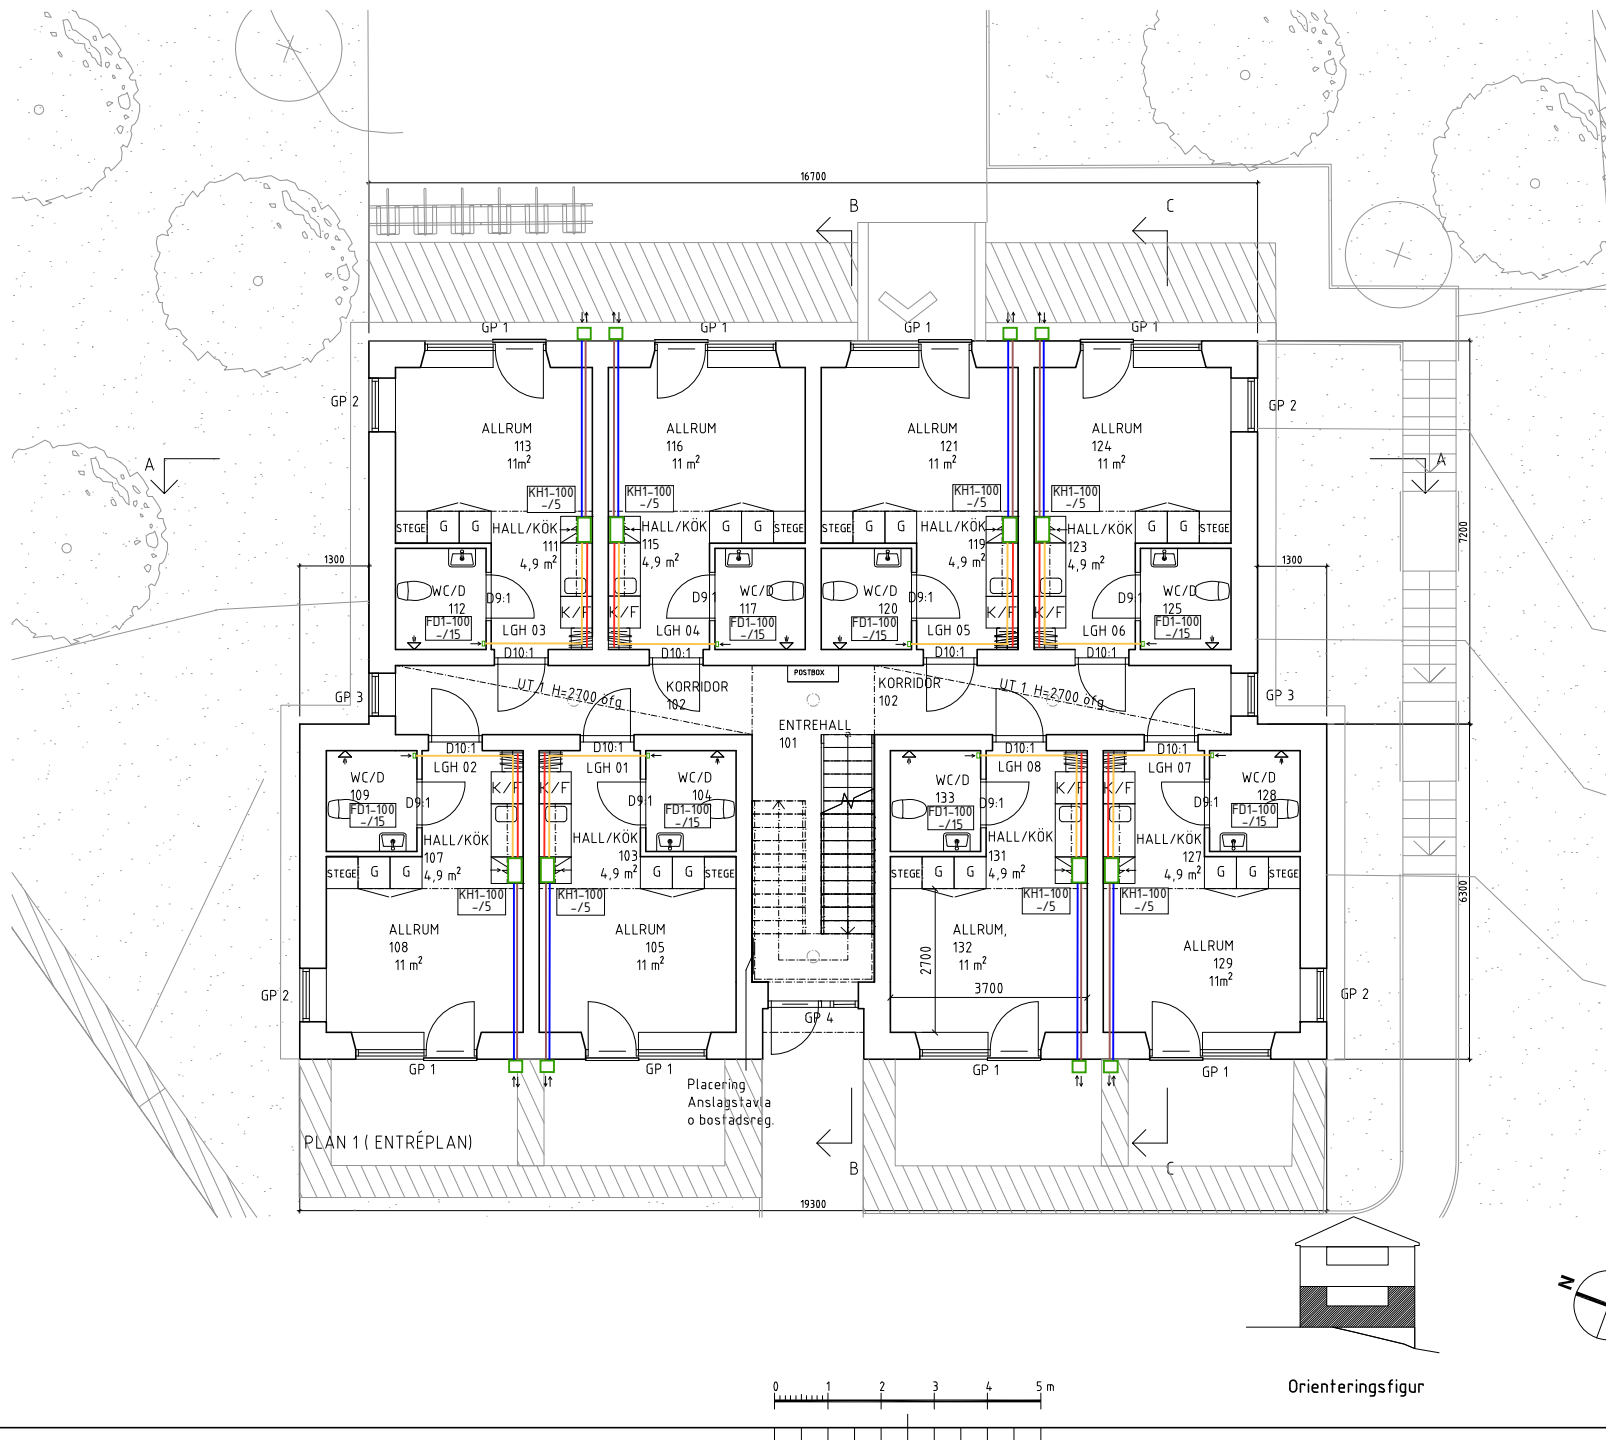 16700
B
C
GP 1
GP 1
GP 1
GP 1
GP 2
GP 2
ALLRUM
113
11m²
ALLRUM
116
11 m²
ALLRUM
121
11 m²
ALLRUM
124
11 m²
A
A
KH1-100
-/5
KH1-100
-/5
KH1-100
-/5
KH1-100
-/5
STEGE
G
G
HALL/KÖK
111
4,9 m²
HALL/KÖK
115
4,9 m²
G
G
STEGE
STEGE
G
G
HALL/KÖK
119
4,9 m²
HALL/KÖK
123
4,9 m²
G
G
STEGE
7200
1300
1300
WC/D
112
FD1-100
-/15
D9:1
K/F
K/F
D9:1
WC/D
117
FD1-100
-/15
WC/D
120
FD1-100
-/15
D9:1
K/F
K/F
D9:1
WC/D
125
FD1-100
-/15
LGH 03
LGH 04
LGH 05
LGH 06
D10:1
D10:1
D10:1
D10:1
GP 3
UT 1 H=2700 öfg
KORRIDOR
102
POSTBOX
KORRIDOR
102
UT 1 H=2700 öfg
GP 3
ENTREHALL
101
D10:1
D10:1
D10:1
D10:1
LGH 02
LGH 01
LGH 08
LGH 07
WC/D
109
FD1-100
-/15
D9:1
K/F
K/F
D9:1
WC/D
104
FD1-100
-/15
WC/D
133
FD1-100
-/15
D9:1
K/F
K/F
D9:1
WC/D
128
FD1-100
-/15
HALL/KÖK
107
4,9 m²
HALL/KÖK
103
4,9 m²
HALL/KÖK
131
4,9 m²
HALL/KÖK
127
4,9 m²
STEGE
G
G
G
G
STEGE
STEGE
G
G
G
G
STEGE
KH1-100
-/5
KH1-100
-/5
KH1-100
-/5
KH1-100
-/5
6300
ALLRUM
108
11 m²
ALLRUM
105
11 m²
ALLRUM,
132
11 m²
ALLRUM
129
11m²
2700
3700
GP 2
GP 2
GP 4
GP 1
GP 1
GP 1
GP 1
Placering
Anslagstavla
o bostadsreg.
PLAN 1 ( ENTRÉPLAN)
B
C
19300
N
Orienteringsfigur
0 1 2 3 4 5 m